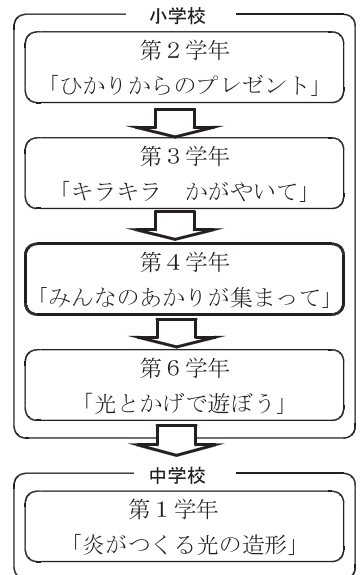 小学校
第2学年
「ひかりからのプレゼント」
第3学年
「キラキラ　かがやいて」
第4学年
「みんなのあかりが集まって」
第6学年
「光とかげで遊ぼう」
中学校
第1学年
「炎がつくる光の造形」